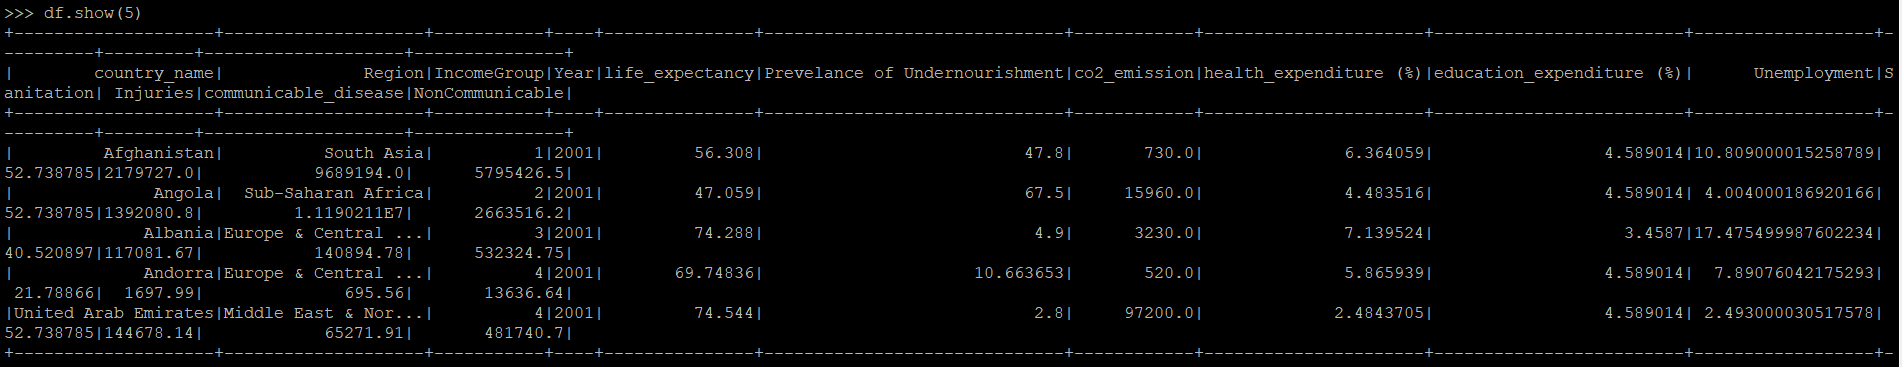 >>> df.show(5)
+--------------------+--------------------+-----------+----+---------------+------------------------------+------------+----------------------+-------------------------+------------------+-
---------+---------+--------------------+---------------+
|        country_name|              Region|IncomeGroup|Year|life_expectancy|Prevelance of Undernourishment|co2_emission|health_expenditure (%)|education_expenditure (%)|      Unemployment|S
anitation| Injuries|communicable_disease|NonCommunicable|
+--------------------+--------------------+-----------+----+---------------+------------------------------+------------+----------------------+-------------------------+------------------+-
---------+---------+--------------------+---------------+
|         Afghanistan|          South Asia|          1|2001|         56.308|                          47.8|       730.0|              6.364059|                 4.589014|10.809000015258789|
52.738785|2179727.0|           9689194.0|      5795426.5|
|              Angola|  Sub-Saharan Africa|          2|2001|         47.059|                          67.5|     15960.0|              4.483516|                 4.589014| 4.004000186920166|
52.738785|1392080.8|         1.1190211E7|      2663516.2|
|             Albania|Europe & Central ...|          3|2001|         74.288|                           4.9|      3230.0|              7.139524|                   3.4587|17.475499987602234|
40.520897|117081.67|           140894.78|      532324.75|
|             Andorra|Europe & Central ...|          4|2001|       69.74836|                     10.663653|       520.0|              5.865939|                 4.589014|  7.89076042175293|
 21.78866|  1697.99|              695.56|       13636.64|
|United Arab Emirates|Middle East & Nor...|          4|2001|         74.544|                           2.8|     97200.0|             2.4843705|                 4.589014| 2.493000030517578|
52.738785|144678.14|            65271.91|       481740.7|
+--------------------+--------------------+-----------+----+---------------+------------------------------+------------+----------------------+-------------------------+------------------+-